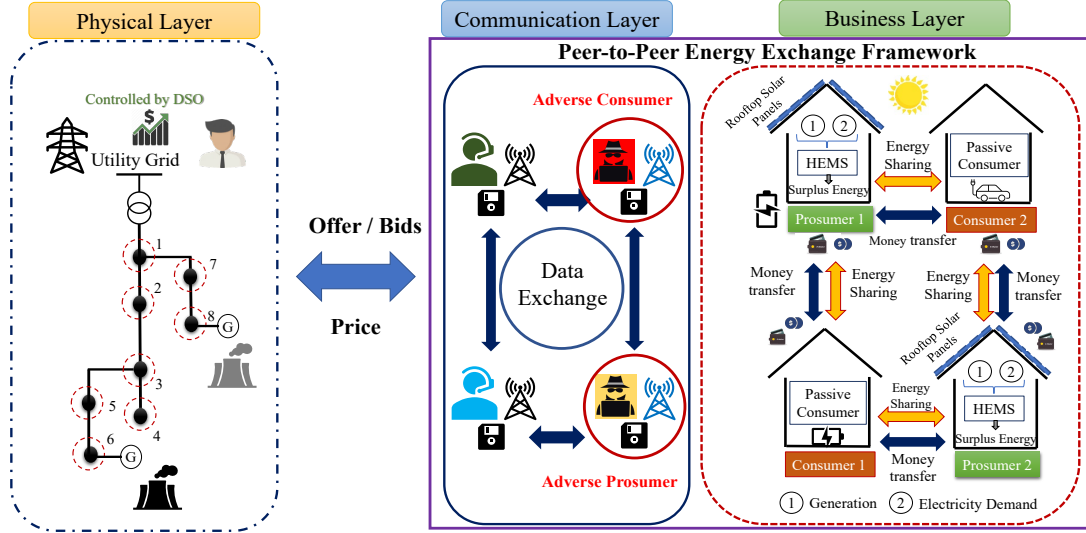 Physical Layer
Communication Layer
Business Layer
Peer-to-Peer Energy Exchange Framework
Controlled by DSO
Utility Grid
1
7
2
8
G
3
5
4
6
G
Offer / Bids
Price
Adverse Consumer
Data
Exchange
Adverse Prosumer
Rooftop Solar
Panels
1 2
HEMS
Surplus Energy
Prosumer 1
Energy
Sharing
Passive
Consumer
Consumer 2
Money transfer
$
$
Money
transfer
Energy
Sharing
Energy
Sharing
Money
transfer
$
$
Rooftop Solar
Panels
Passive
Consumer
Consumer 1
Energy
Sharing
Money
transfer
1 2
HEMS
Surplus Energy
Prosumer 2
1 Generation 2 Electricity Demand